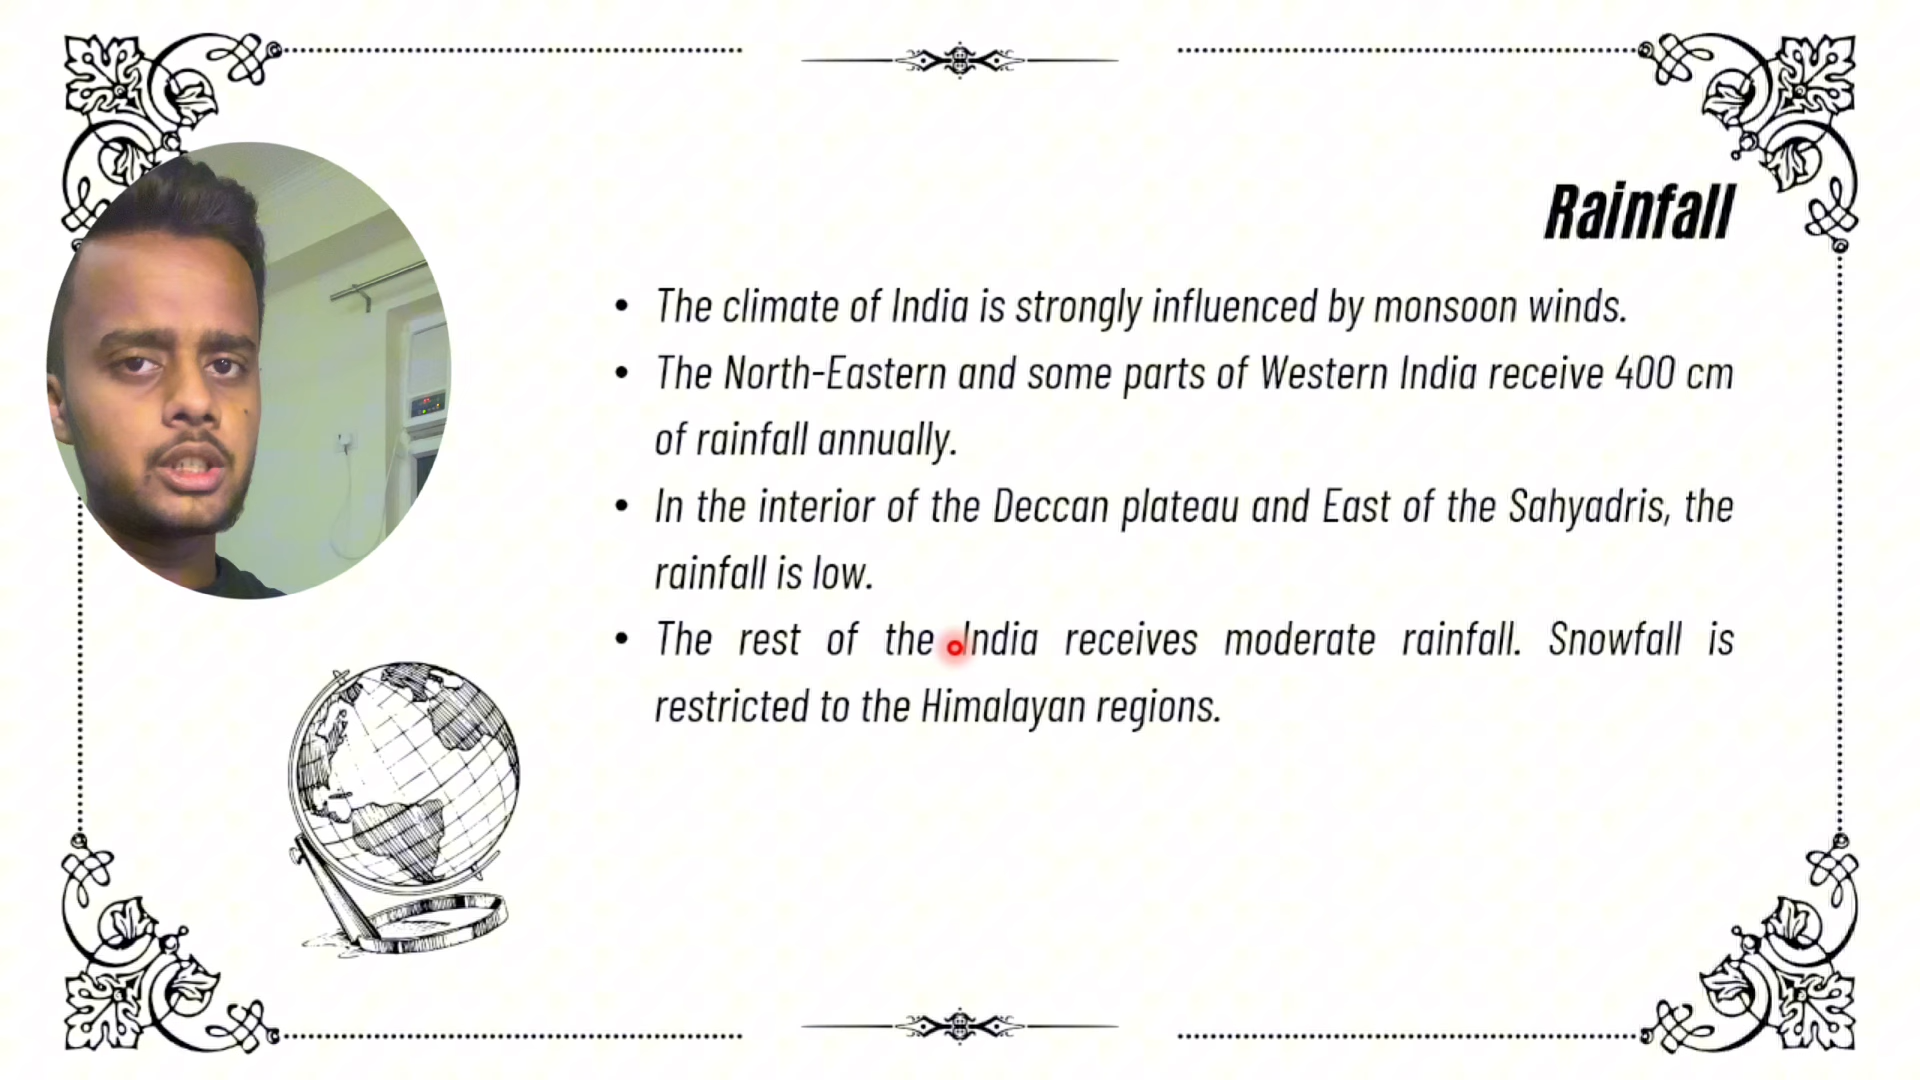 Rainfall
• The climate of India is strongly influenced by monsoon winds.
• The North-Eastern and some parts of Western India receive 400 cm
of rainfall annually.
• In the interior of the Deccan plateau and East of the Sahyadris, the
rainfall is low.
• The rest of the India receives moderate rainfall. Snowfall is
restricted to the Himalayan regions.